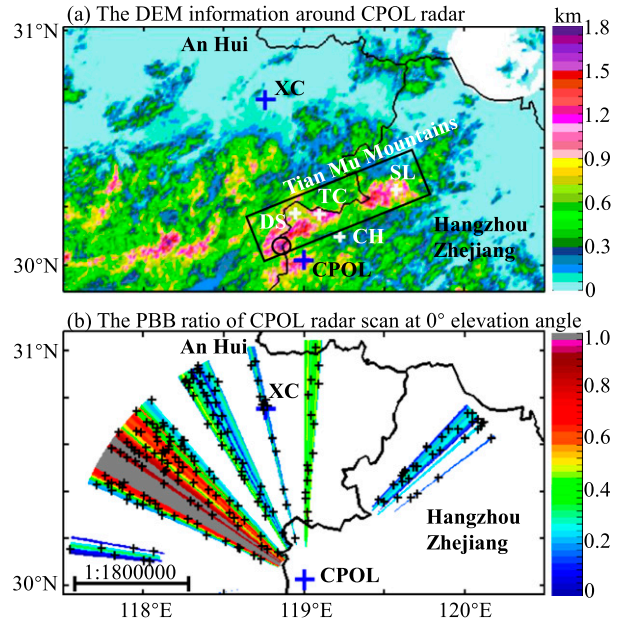 (a) The DEM information around CPOL radar
km
An Hui
XC
Tian Mu Mountains
SL
TC
DS
CH
Hangzhou
Zhejiang
CPOL
31°N
30°N
1.8
1.5
1.2
0.9
0.6
0.3
0
(b) The PBB ratio of CPOL radar scan at 0° elevation angle
An Hui
XC
Hangzhou
Zhejiang
CPOL
1:1800000
31°N
30°N
118°E
119°E
120°E
1.0
0.8
0.6
0.4
0.2
0